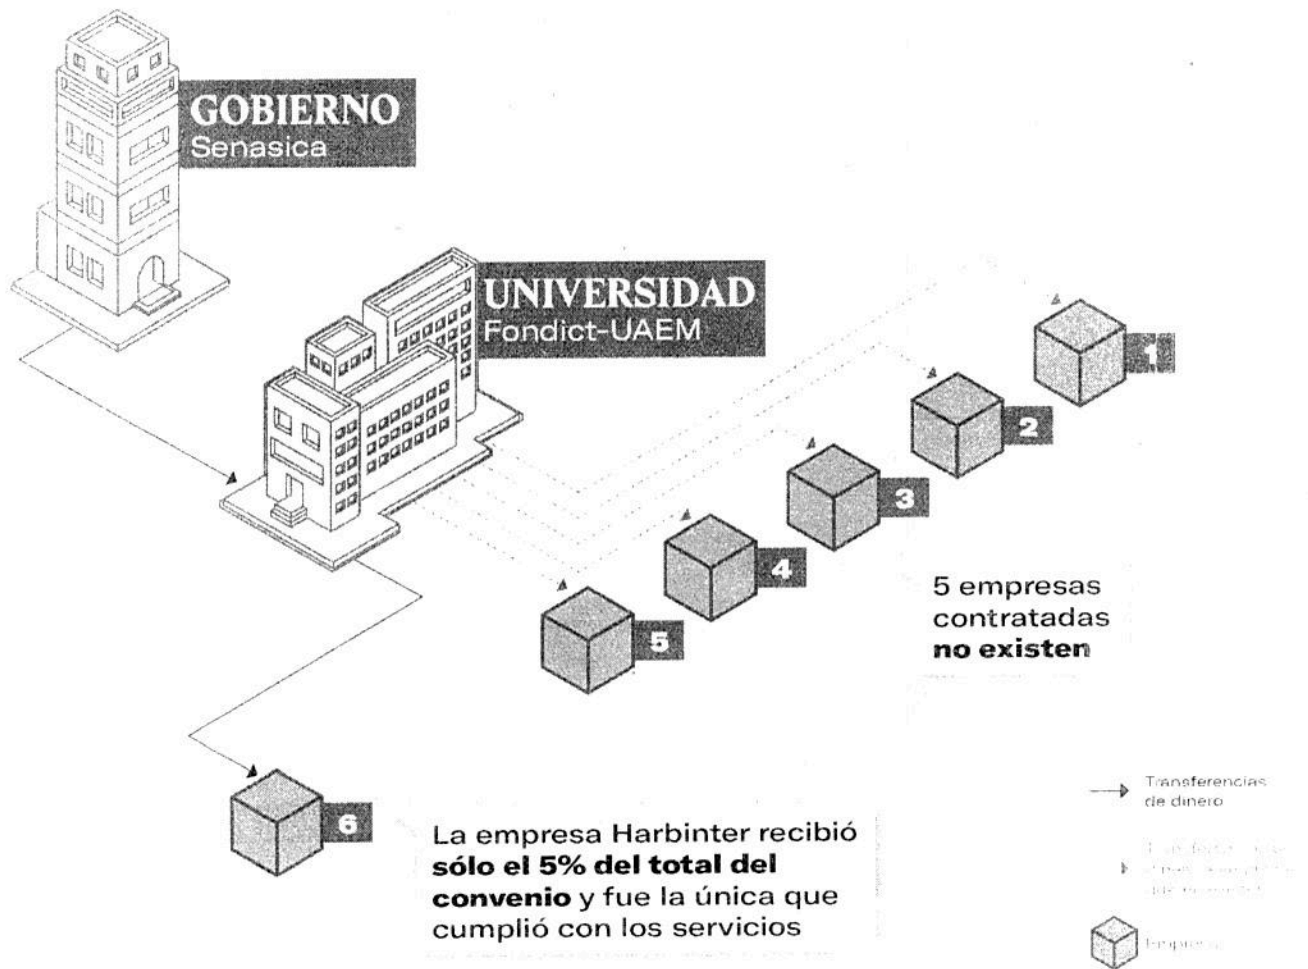 GOBIERNO
Senasica
UNIVERSIDAD
Fondict-UAEM
1
2
3
4
5
5 empresas
contratadas
no existen
6
La empresa Harbinter recibió
sólo el 5% del total del
convenio y fue la única que
cumplió con los servicios
Transferencias
de dinero
Empresa